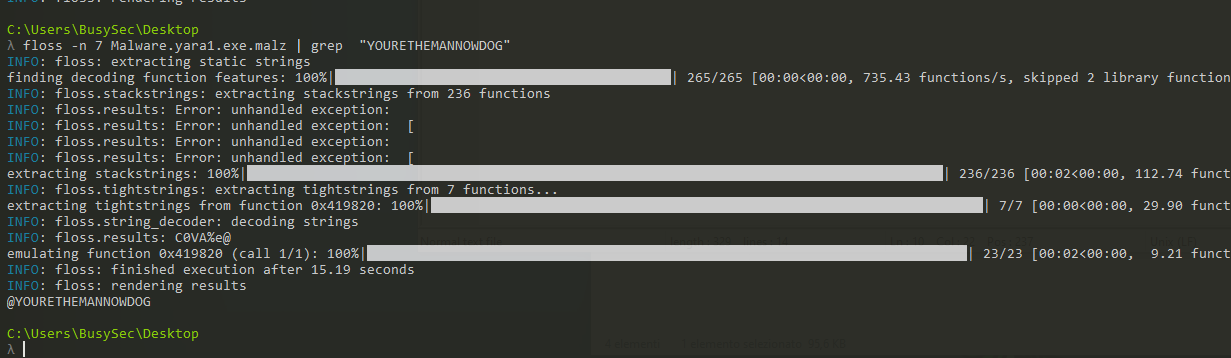 INFO: floss: rendering results
C:\Users\BusySec\Desktop
λ floss -n 7 Malware.yara1.exe.malz | grep  "YOURETHEMANNOWDOG"
INFO: floss: extracting static strings
finding decoding function features: 100%| | 265/265 [00:00<00:00, 735.43 functions/s, skipped 2 library function
INFO: floss.stackstrings: extracting stackstrings from 236 functions
INFO: floss.results: Error: unhandled exception:
INFO: floss.results: Error: unhandled exception:  [
INFO: floss.results: Error: unhandled exception:
INFO: floss.results: Error: unhandled exception:  [
extracting stackstrings: 100%| | 236/236 [00:02<00:00, 112.74 funct
INFO: floss.tightstrings: extracting tightstrings from 7 functions...
extracting tightstrings from function 0x419820: 100%| | 7/7 [00:00<00:00, 29.90 funct
INFO: floss.string_decoder: decoding strings
INFO: floss.results: C0VA%e@
emulating function 0x419820 (call 1/1): 100%| | 23/23 [00:02<00:00,  9.21 funct
INFO: floss: finished execution after 15.19 seconds
INFO: floss: rendering results
@YOURETHEMANNOWDOG
C:\Users\BusySec\Desktop
λ